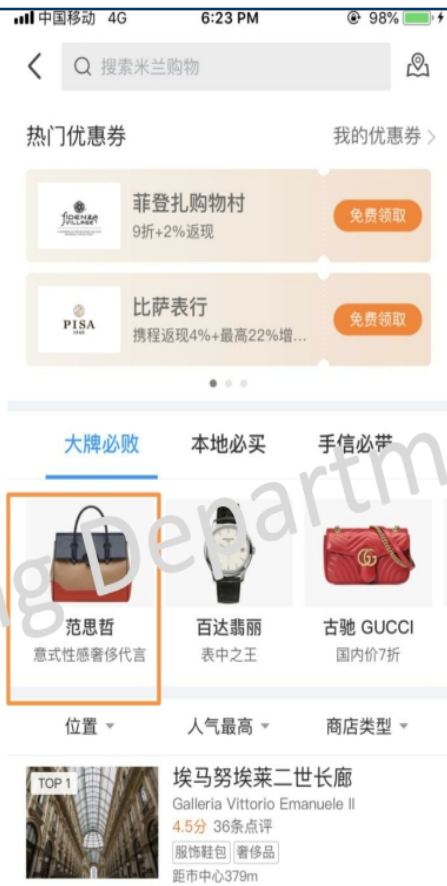 中国移动 4G 6:23 PM 98%
搜索米兰购物
热门优惠券 我的优惠券
FIDENZA
VILLAGE
菲登扎购物村
9折+2%返现
免费领取
PISA
1940
比萨表行
携程返现4%+最高22%增...
免费领取
大牌必败 本地必买 手信必带
ng Departm
范思哲 百达翡丽 古驰 GUCCI
意式性感奢侈代言 表中之王 国内价7折
位置 人气最高 商店类型
TOP 1
埃马努埃莱二世长廊
Galleria Vittorio Emanuele II
4.5分 36条点评
服饰鞋包 奢侈品
距市中心379m